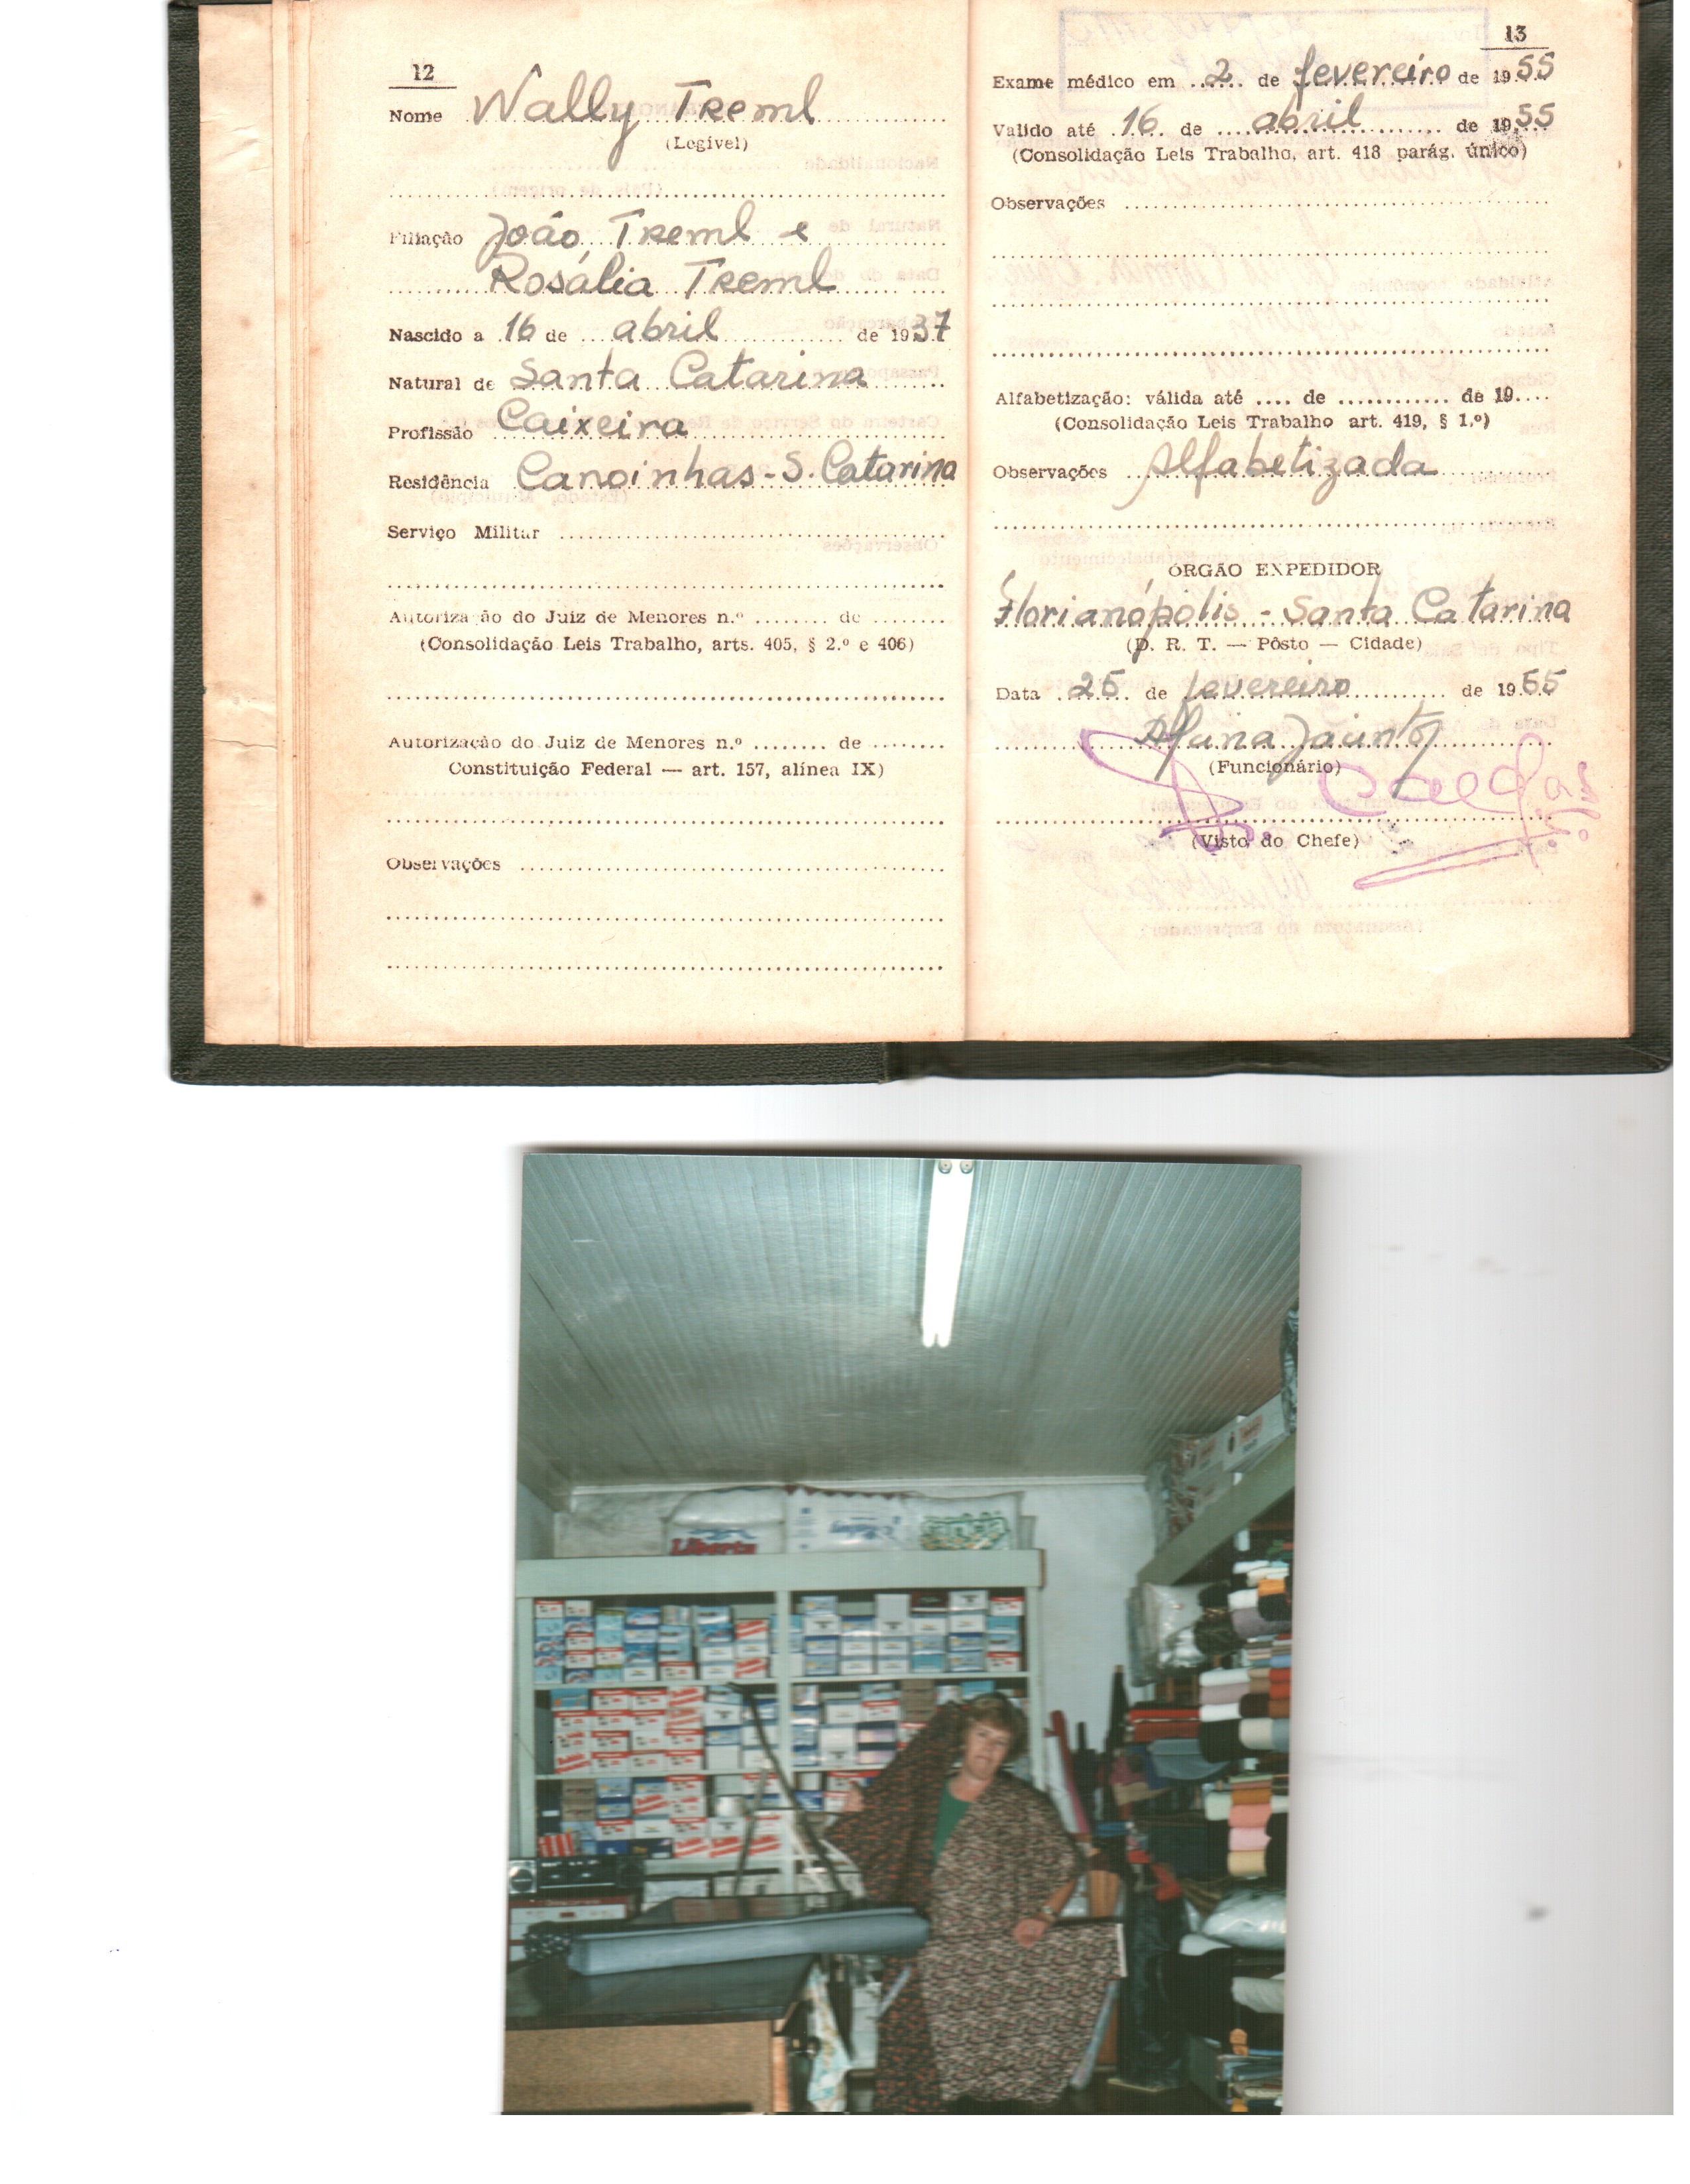 12
Nome Wally Treml
(Legível)
Filiação João Treml e
Rosália Treml
Nascido a 16 de abril de 1937
Natural de Santa Catarina
Profissão Caixeira
Residência Canoinhas - S. Catarina
Serviço Militar
Autorização do Juiz de Menores n.º ........ de ........
(Consolidação Leis Trabalho, arts. 405, § 2.º e 406)
Autorização do Juiz de Menores n.º ........ de ........
Constituição Federal — art. 157, alínea IX)
Observações
13
Exame médico em 2 de fevereiro de 1955
Valido até 16 de abril de 1955
(Consolidação Leis Trabalho, art. 418 parág. único)
Observações
Alfabetização: válida até .... de ............ de 19....
(Consolidação Leis Trabalho art. 419, § 1.º)
Observações Alfabetizada
ÓRGÃO EXPEDIDOR
Florianópolis - Santa Catarina
(D. R. T. — Pôsto — Cidade)
Data 25 de fevereiro de 1955
Jacinto
(Funcionário)
(Visto do Chefe)